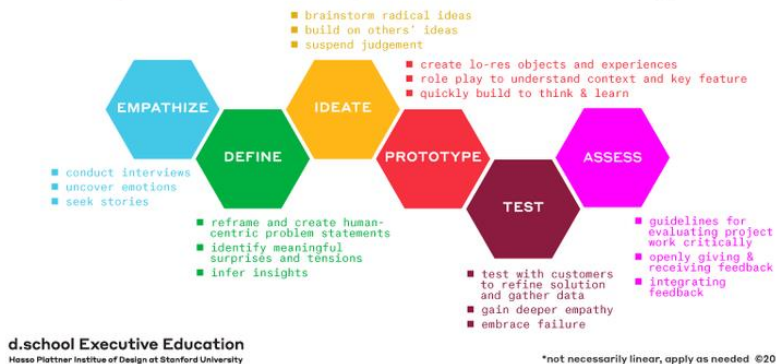 ■ brainstorm radical ideas
■ build on others' ideas
■ suspend judgement
■ create lo-res objects and experiences
■ role play to understand context and key feature
■ quickly build to think & learn
EMPATHIZE
IDEATE
DEFINE
PROTOTYPE
ASSESS
TEST
■ conduct interviews
■ uncover emotions
■ seek stories
■ reframe and create human-
centric problem statements
■ identify meaningful
surprises and tensions
■ infer insights
■ test with customers
to refine solution
and gather data
■ gain deeper empathy
■ embrace failure
■ guidelines for
evaluating project
work critically
■ openly giving &
receiving feedback
■ integrating
feedback
d.school Executive Education
Hasso Plattner Institue of Design at Stanford University
*not necessarily linear, apply as needed ©20